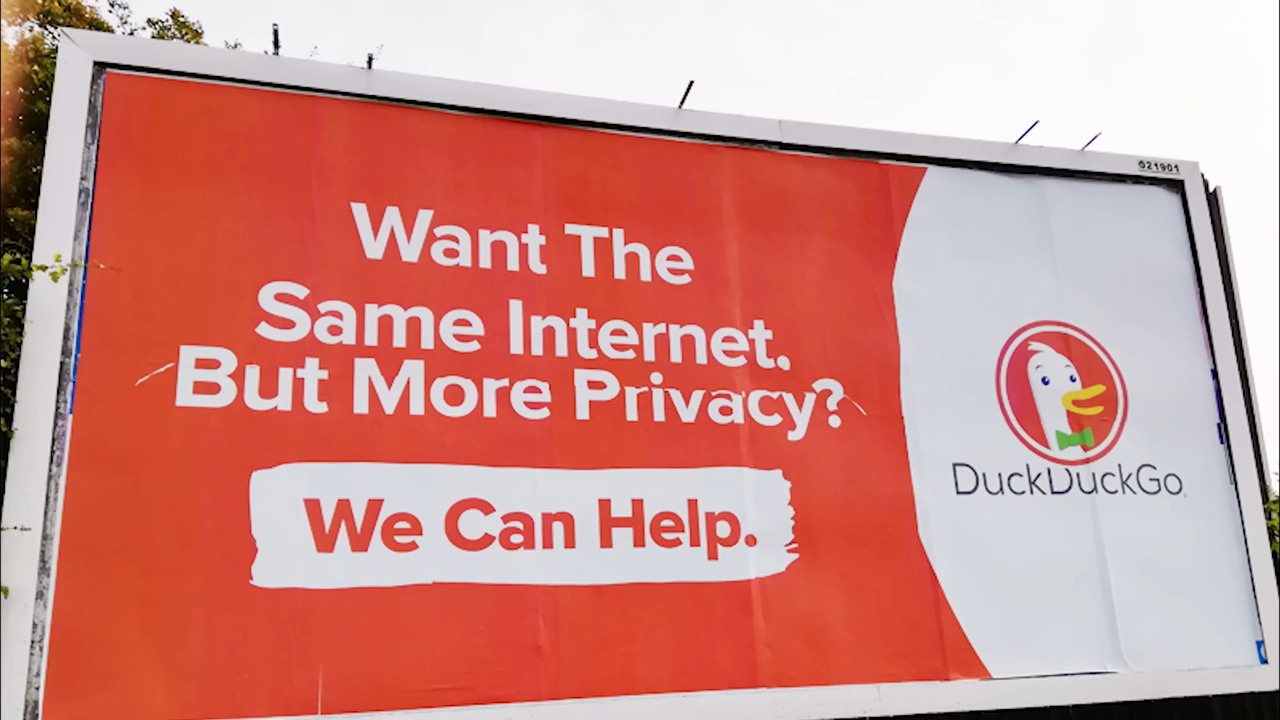 021901
Want The
Same Internet.
But More Privacy?
We Can Help.
DuckDuckGo.